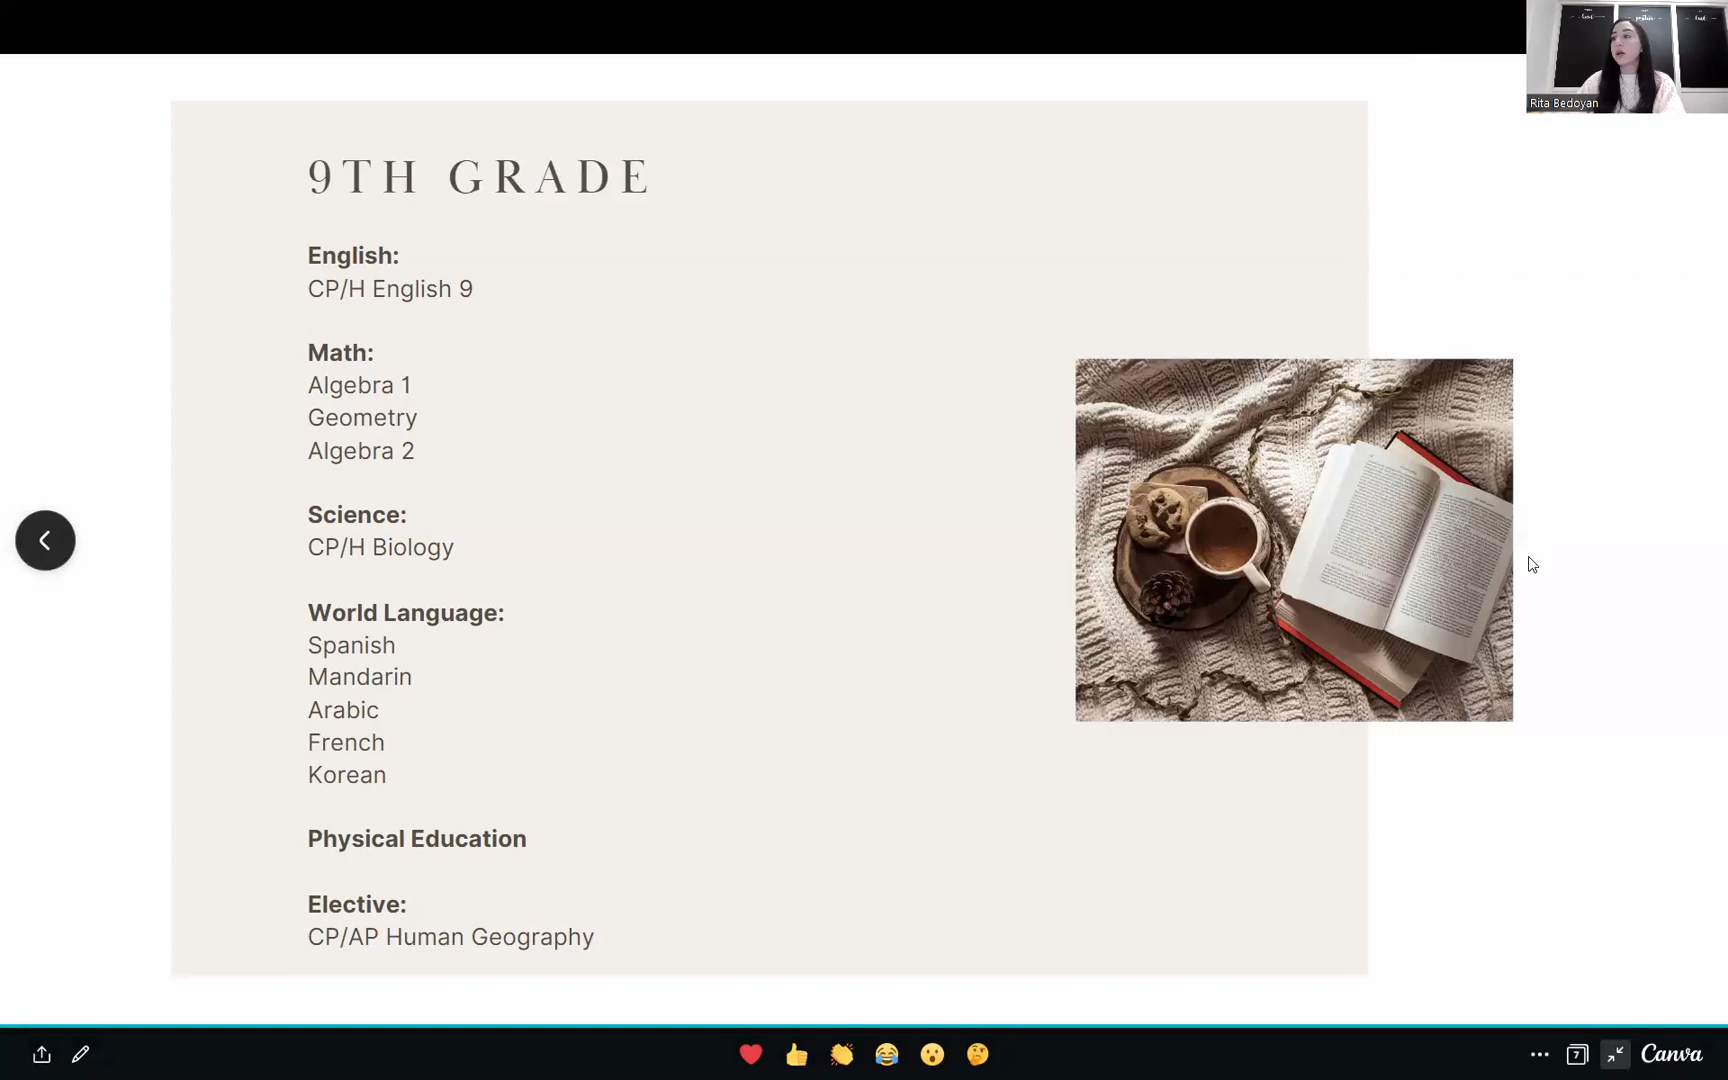 Rita Bedoyan
9TH GRADE
English:
CP/H English 9
Math:
Algebra 1
Geometry
Algebra 2
Science:
CP/H Biology
World Language:
Spanish
Mandarin
Arabic
French
Korean
Physical Education
Elective:
CP/AP Human Geography
7
Canva